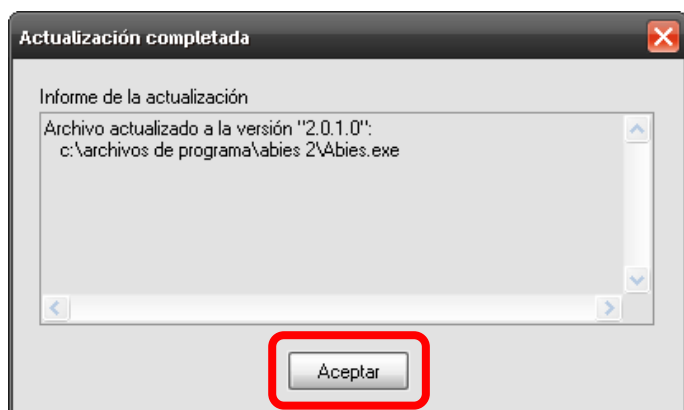 Actualización completada
Informe de la actualización
Archivo actualizado a la versión "2.0.1.0":
c:\archivos de programa\abies 2\Abies.exe
Aceptar